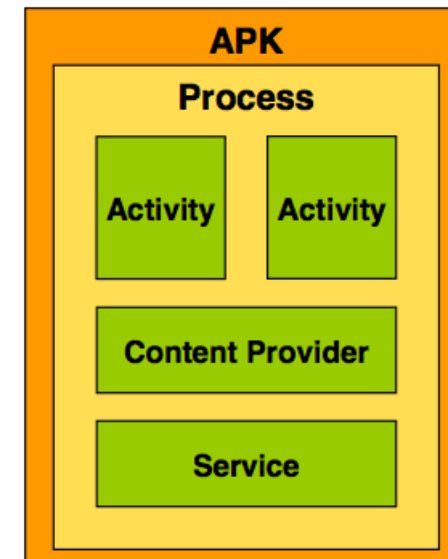 APK
Process
Activity Activity
Content Provider
Service